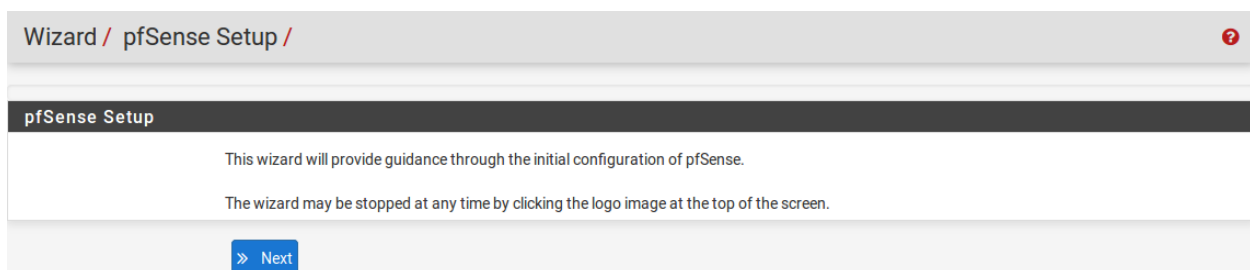 Wizard / pfSense Setup /
pfSense Setup
This wizard will provide guidance through the initial configuration of pfSense.
The wizard may be stopped at any time by clicking the logo image at the top of the screen.
» Next